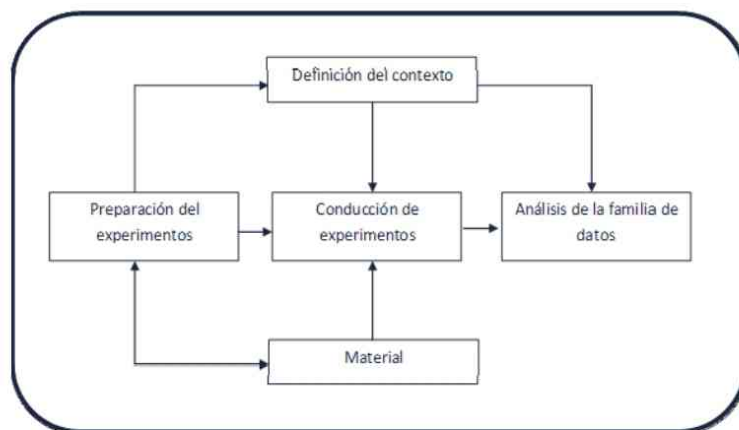 Definición del contexto
Preparación del
experimentos
Conducción de
experimentos
Análisis de la familia de
datos
Material